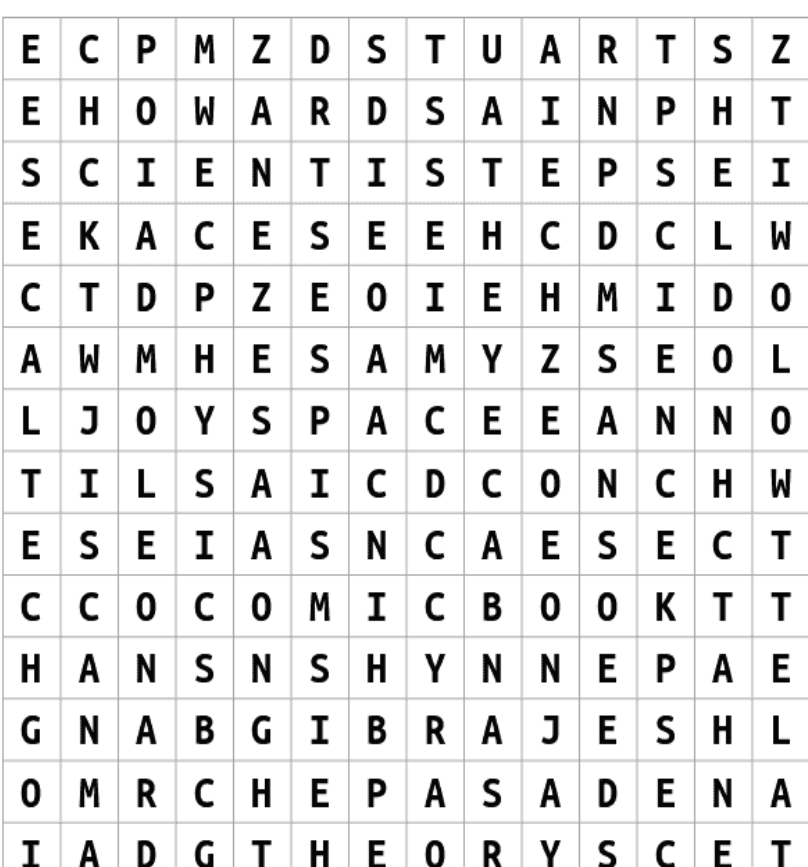 E C P M Z D S T U A R T S Z
E H O W A R D S A I N P H T
S C I E N T I S T E P S E I
E K A C E S E E H C D C L W
C T D P Z E O I E H M I D O
A W M H E S A M Y Z S E O L
L J O Y S P A C E E A N N O
T I L S A I C D C O N C H W
E S E I A S N C A E S E C T
C C O C O M I C B O O K T T
H A N S N S H Y N N E P A E
G N A B G I B R A J E S H L
O M R C H E P A S A D E N A
I A D G T H E O R Y S C E T